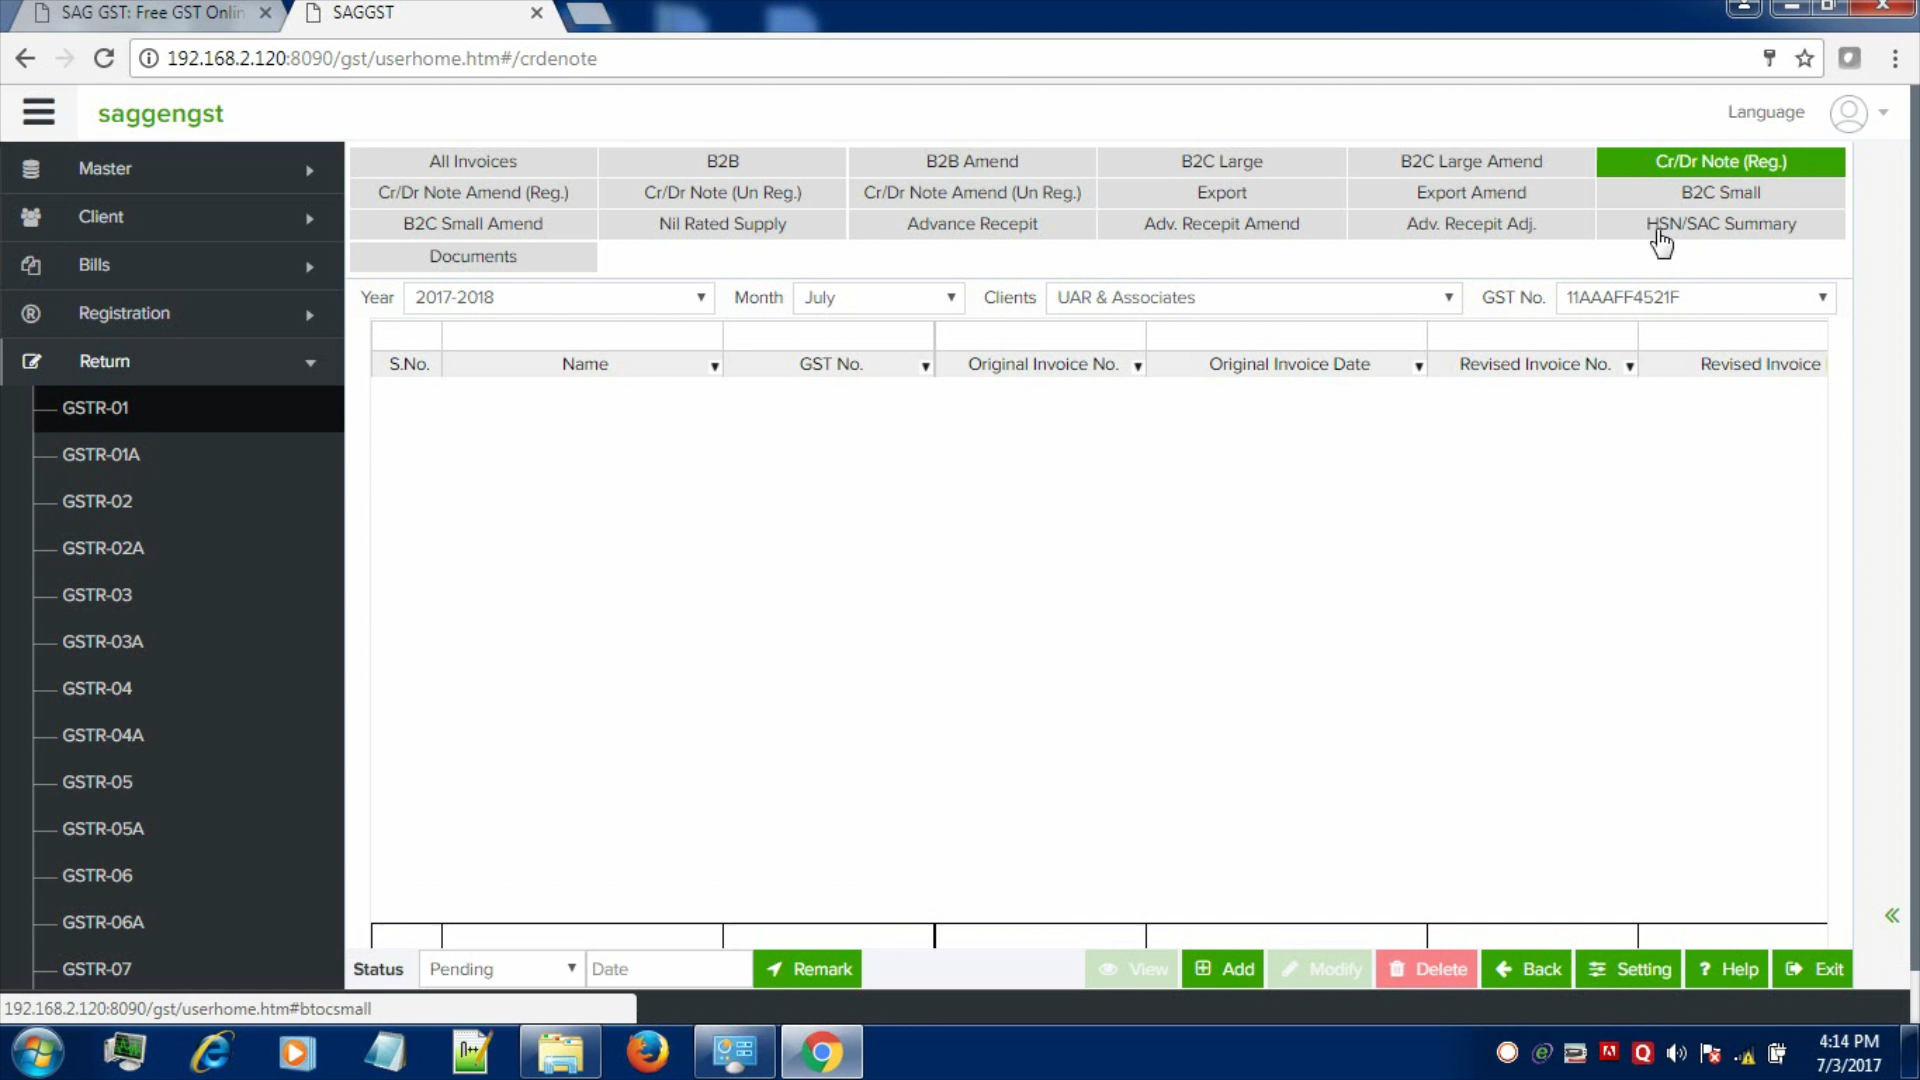 SAG GST: Free GST Onlin
SAGGST
192.168.2.120:8090/gst/userhome.htm#/crdenote
saggengst
Language
Master
Client
Bills
Registration
Return
GSTR-01
GSTR-01A
GSTR-02
GSTR-02A
GSTR-03
GSTR-03A
GSTR-04
GSTR-04A
GSTR-05
GSTR-05A
GSTR-06
GSTR-06A
GSTR-07
All Invoices B2B B2B Amend B2C Large B2C Large Amend Cr/Dr Note (Reg.)
Cr/Dr Note Amend (Reg.) Cr/Dr Note (Un Reg.) Cr/Dr Note Amend (Un Reg.) Export Export Amend B2C Small
B2C Small Amend Nil Rated Supply Advance Recepit Adv. Recepit Amend Adv. Recepit Adj. HSN/SAC Summary
Documents
Year 2017-2018 Month July Clients UAR & Associates GST No. 11AAAFF4521F
S.No. Name GST No. Original Invoice No. Original Invoice Date Revised Invoice No. Revised Invoice
Status Pending Date Remark View Add Modify Delete Back Setting ? Help Exit
192.168.2.120:8090/gst/userhome.htm#btocsmall
4:14 PM
7/3/2017